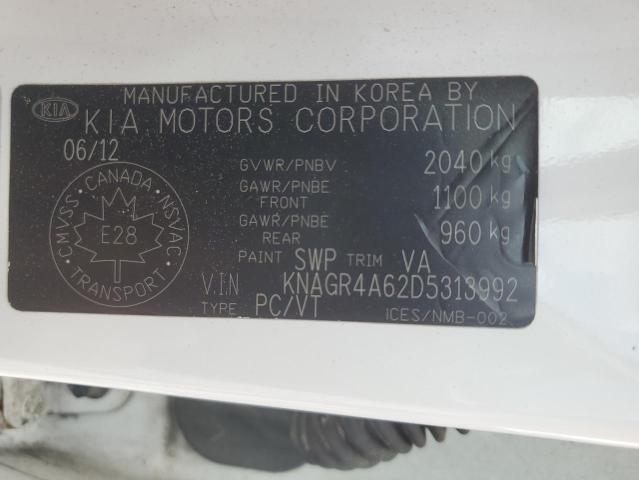 KIA
MANUFACTURED IN KOREA BY
KIA MOTORS CORPORATION
06/12
GVWR/PNBV 2040 kg
GAWR/PNBE FRONT 1100 kg
GAWR/PNBE REAR 960 kg
PAINT SWP TRIM VA
V.I.N KNAGR4A62D5313992
TYPE PC/VT
ICES/NMB-002
CMVSS · CANADA · NSVAC
E28
TRANSPORT